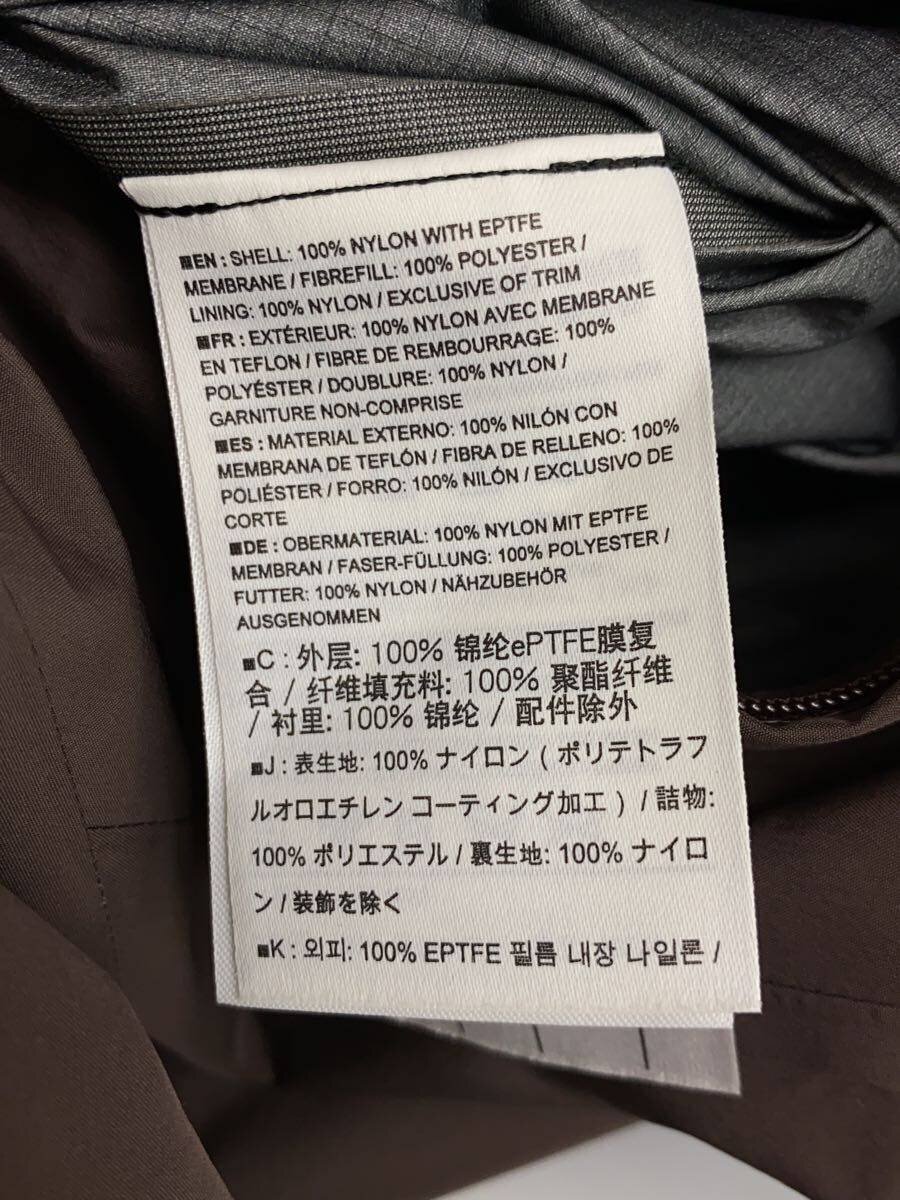 ■EN : SHELL: 100% NYLON WITH EPTFE
MEMBRANE / FIBREFILL: 100% POLYESTER /
LINING: 100% NYLON / EXCLUSIVE OF TRIM
■FR : EXTÉRIEUR: 100% NYLON AVEC MEMBRANE
EN TEFLON / FIBRE DE REMBOURRAGE: 100%
POLYÉSTER / DOUBLURE: 100% NYLON /
GARNITURE NON-COMPRISE
■ES : MATERIAL EXTERNO: 100% NILÓN CON
MEMBRANA DE TEFLÓN / FIBRA DE RELLENO: 100%
POLIÉSTER / FORRO: 100% NILÓN / EXCLUSIVO DE
CORTE
■DE : OBERMATERIAL: 100% NYLON MIT EPTFE
MEMBRAN / FASER-FÜLLUNG: 100% POLYESTER /
FUTTER: 100% NYLON / NÄHZUBEHÖR
AUSGENOMMEN
■C : 外层: 100% 锦纶ePTFE膜复
合 / 纤维填充料: 100% 聚酯纤维
/ 衬里: 100% 锦纶 / 配件除外
■J : 表生地: 100% ナイロン ( ポリテトラフ
ルオロエチレン コーティング加工 ) / 詰物:
100% ポリエステル / 裏生地: 100% ナイロ
ン / 装飾を除く
■K : 외피: 100% EPTFE 필름 내장 나일론 /